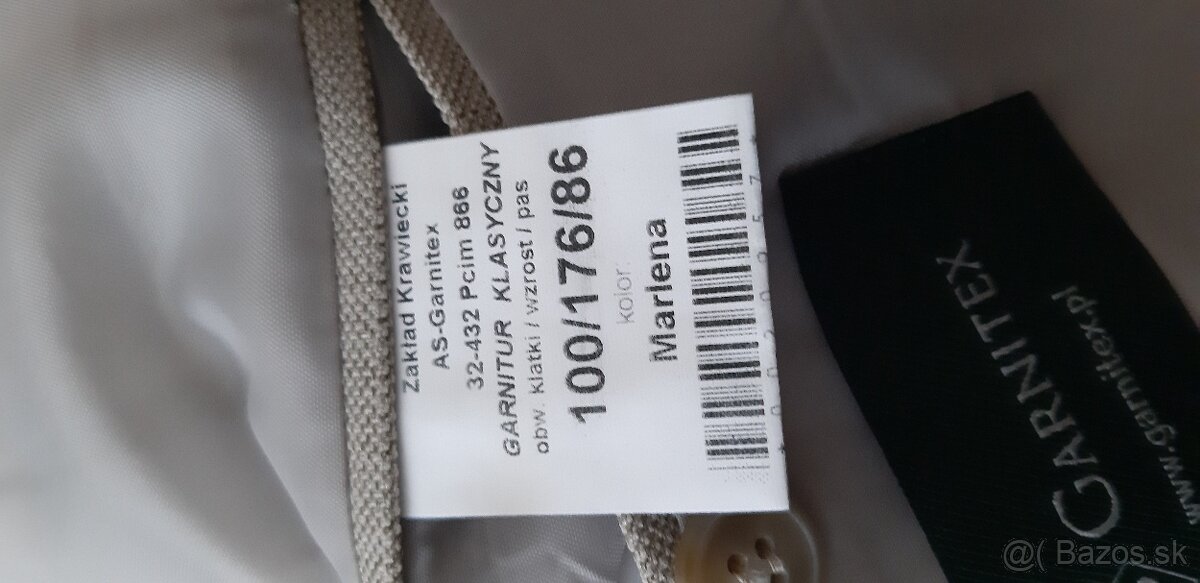 Zakład Krawiecki
AS-Garnitex
32-432 Pcim 866
GARNITUR KLASYCZNY
obw. klatki / wzrost / pas
100/176/86
kolor:
Marlena
GARNITEX
www.garnitex.pl
@( Bazos.sk